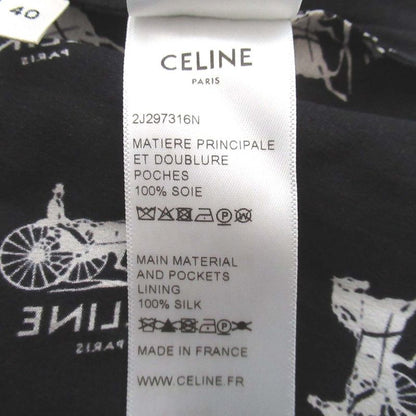 40
CELINE
PARIS
2J297316N
MATIERE PRINCIPALE
ET DOUBLURE
POCHES
100% SOIE
MAIN MATERIAL
AND POCKETS
LINING
100% SILK
MADE IN FRANCE
WWW.CELINE.FR
PARIS
CELINE
PARIS